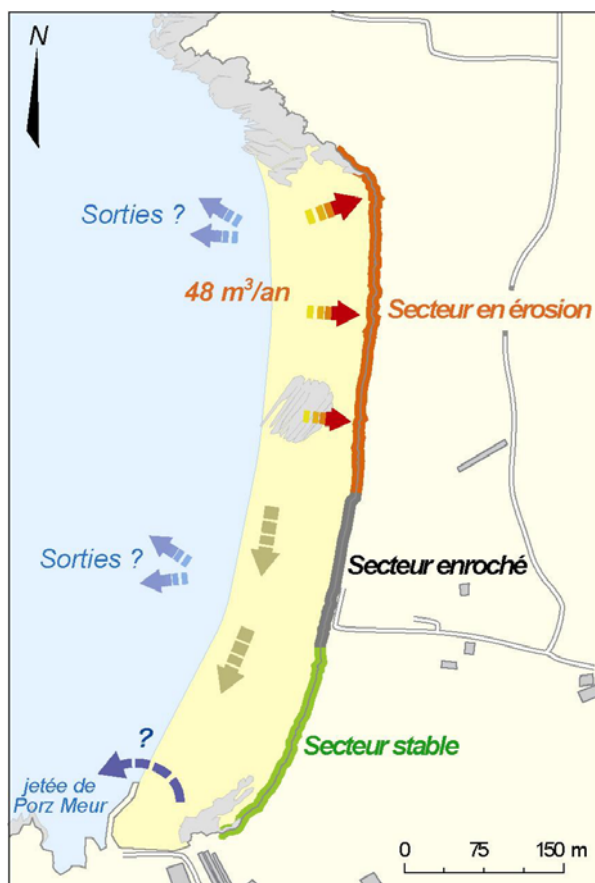 N
Sorties ?
48 m³/an
Secteur en érosion
Sorties ?
Secteur enroché
Secteur stable
?
jetée de
Porz Meur
0 75 150 m